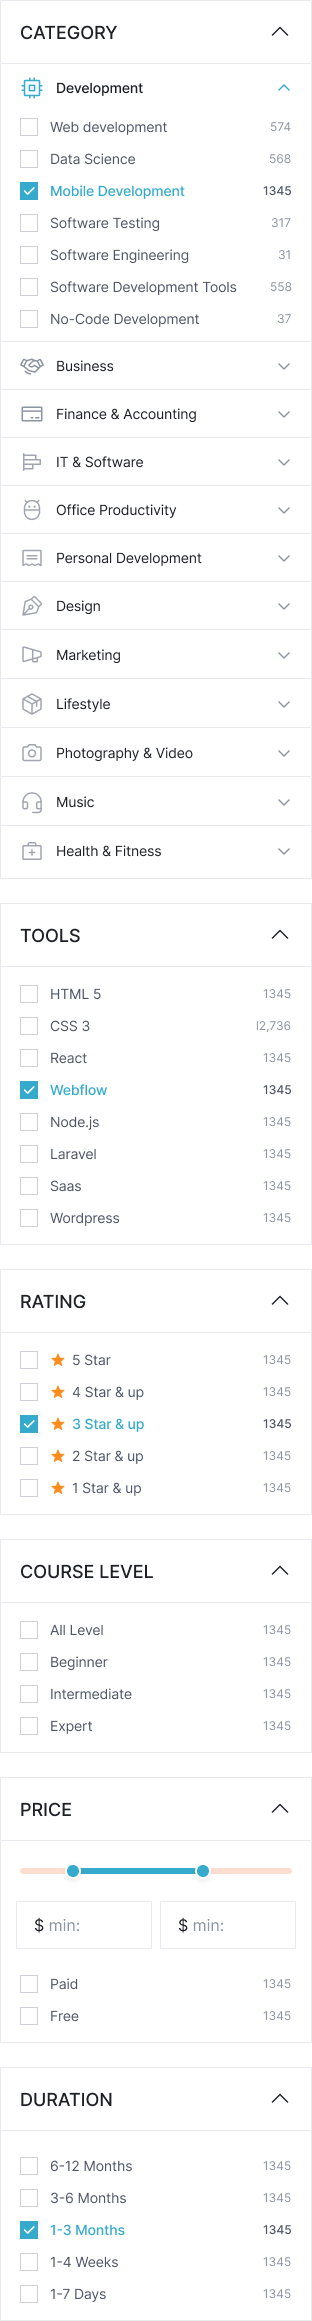 CATEGORY
Development
Web development 574
Data Science 568
Mobile Development 1345
Software Testing 317
Software Engineering 31
Software Development Tools 558
No-Code Development 37
Business
Finance & Accounting
IT & Software
Office Productivity
Personal Development
Design
Marketing
Lifestyle
Photography & Video
Music
Health & Fitness
TOOLS
HTML 5 1345
CSS 3 l2,736
React 1345
Webflow 1345
Node.js 1345
Laravel 1345
Saas 1345
Wordpress 1345
RATING
5 Star 1345
4 Star & up 1345
3 Star & up 1345
2 Star & up 1345
1 Star & up 1345
COURSE LEVEL
All Level 1345
Beginner 1345
Intermediate 1345
Expert 1345
PRICE
$ min: $ min:
Paid 1345
Free 1345
DURATION
6-12 Months 1345
3-6 Months 1345
1-3 Months 1345
1-4 Weeks 1345
1-7 Days 1345